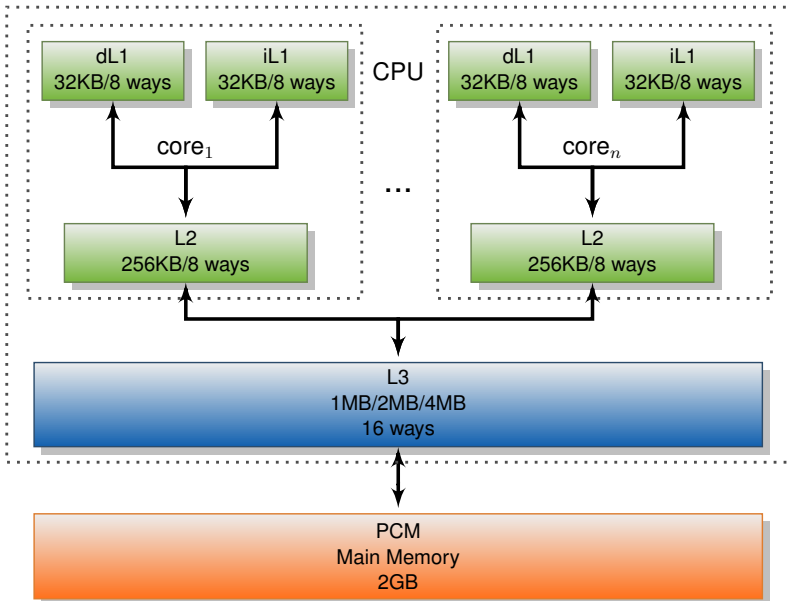 dL1
32KB/8 ways
iL1
32KB/8 ways
CPU
dL1
32KB/8 ways
iL1
32KB/8 ways
core₁
...
coreₙ
L2
256KB/8 ways
L2
256KB/8 ways
L3
1MB/2MB/4MB
16 ways
PCM
Main Memory
2GB